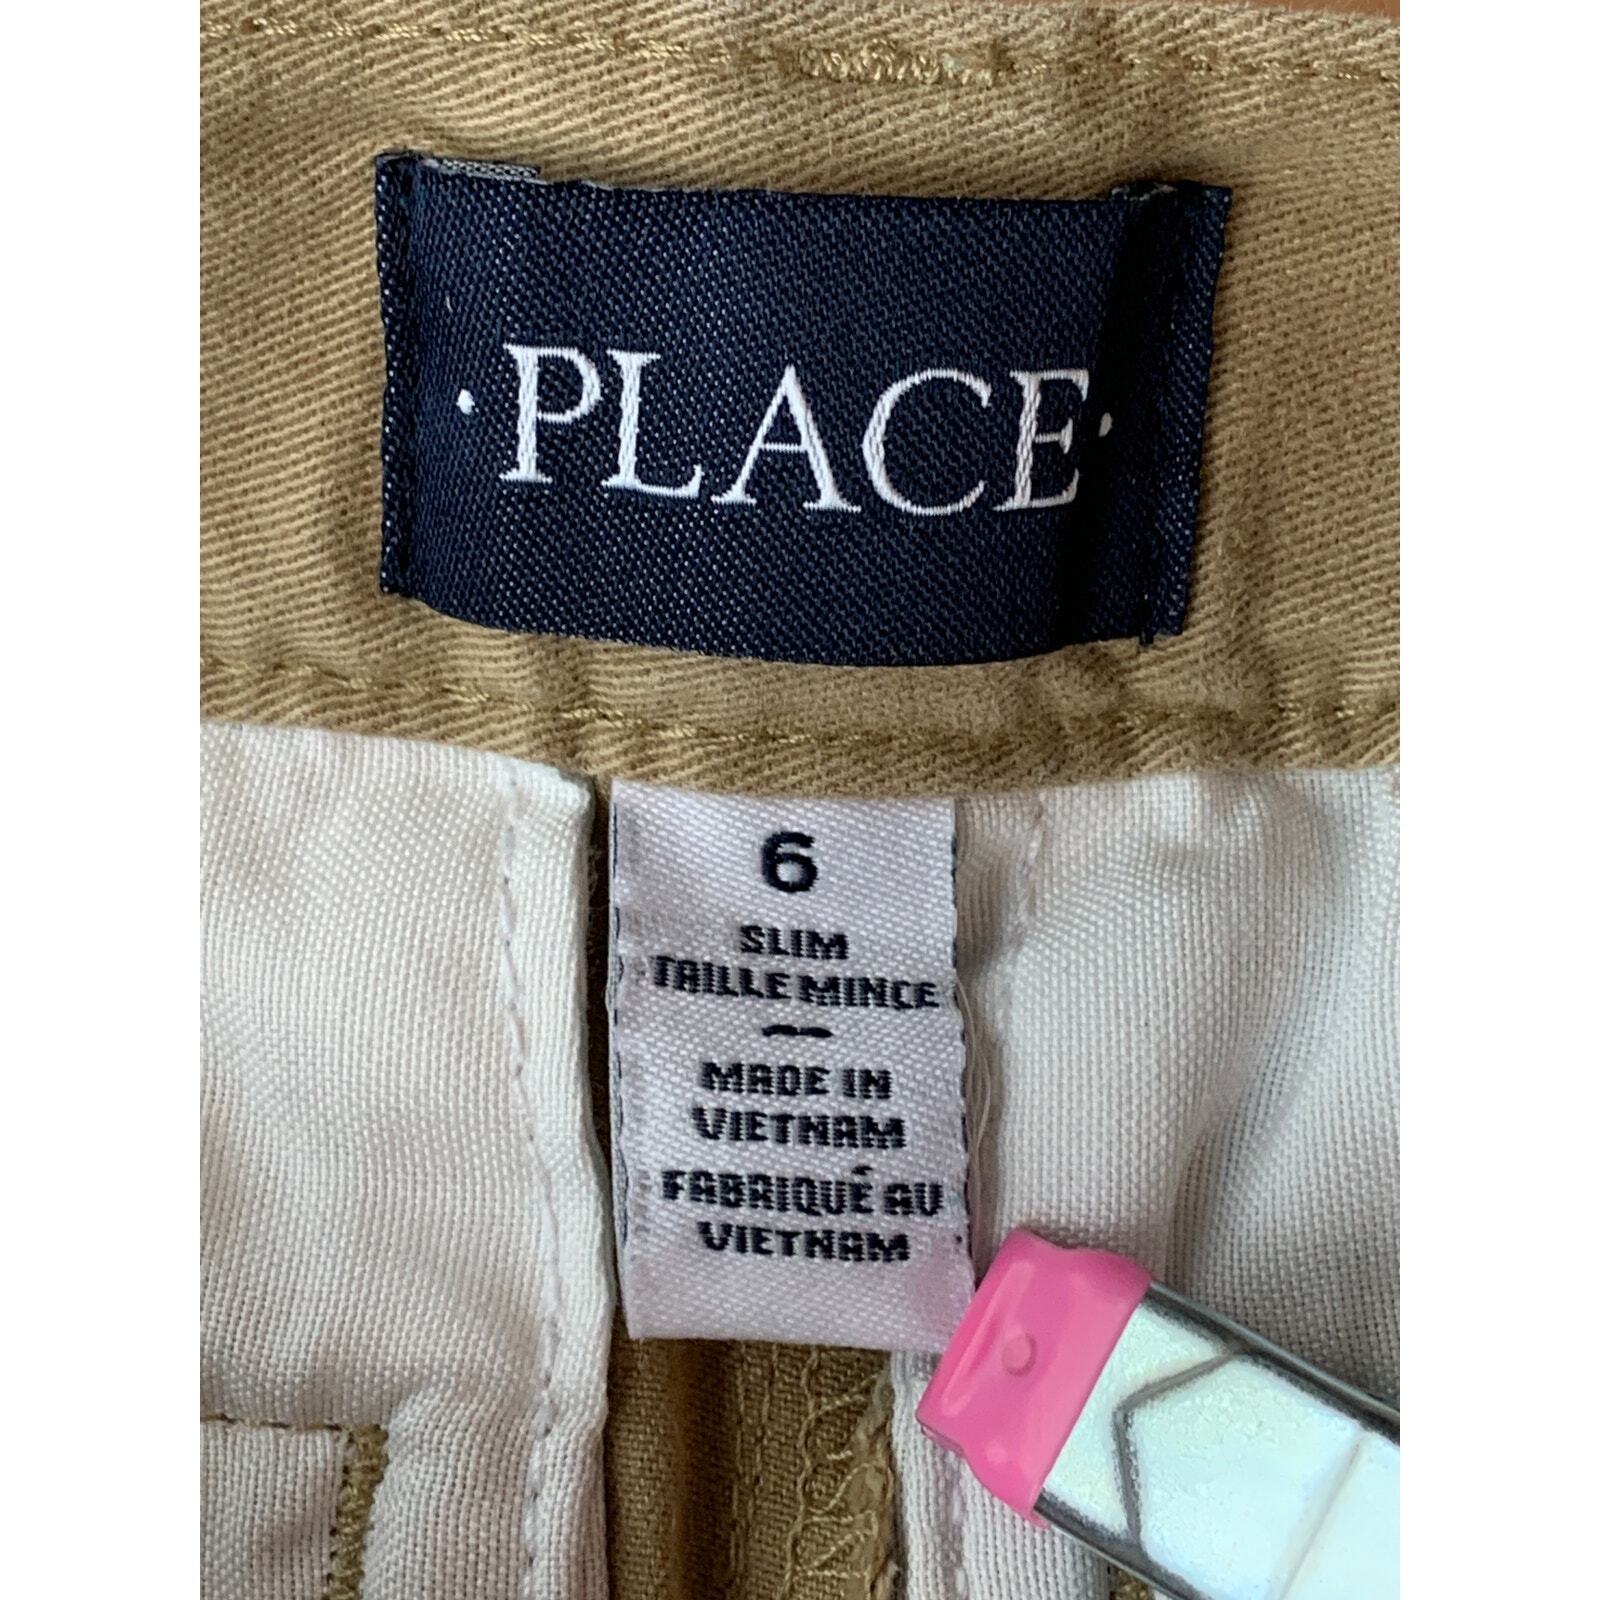 · PLACE ·
6
SLIM
TAILLE MINCE
—
MADE IN
VIETNAM
FABRIQUÉ AU
VIETNAM